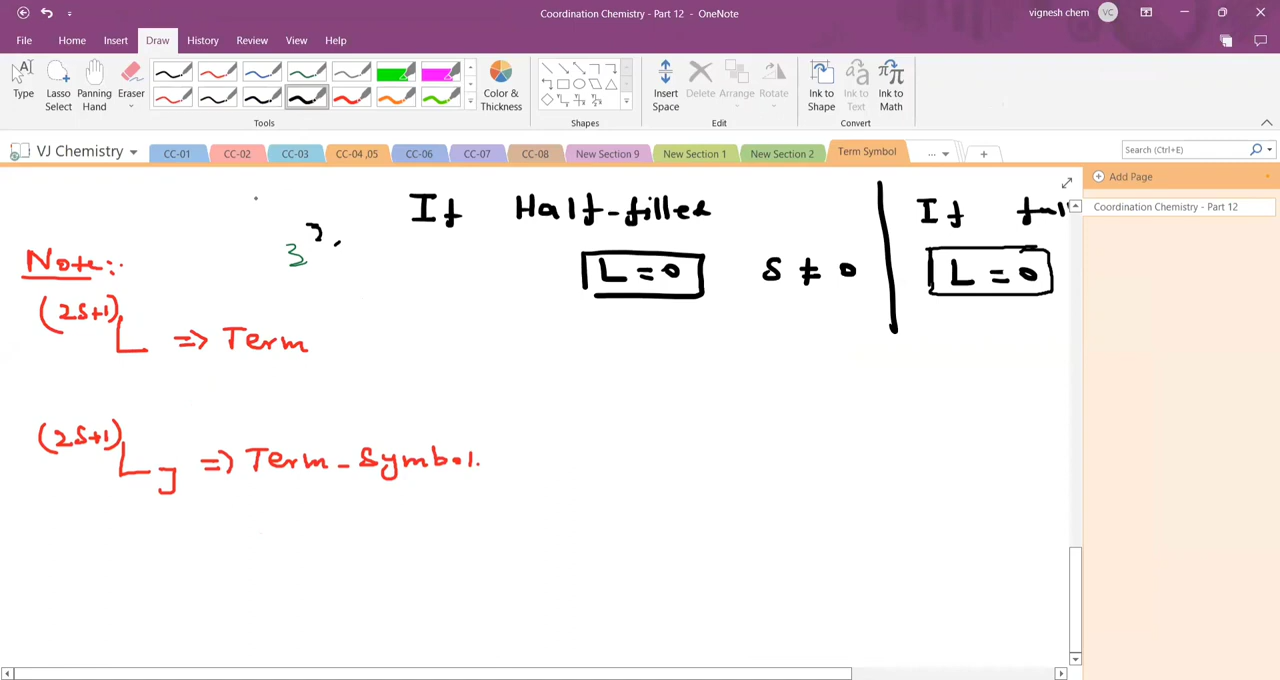 Coordination Chemistry - Part 12 - OneNote
vignesh chem VC
File Home Insert Draw History Review View Help
Type Lasso Select Panning Hand Eraser Color & Thickness Insert Space Delete Arrange Rotate Ink to Shape Ink to Text Ink to Math
Tools Shapes Edit Convert
VJ Chemistry CC-01 CC-02 CC-03 CC-04 ,05 CC-06 CC-07 CC-08 New Section 9 New Section 1 New Section 2 Term Symbol ... + Search (Ctrl+E)
Add Page
Coordination Chemistry - Part 12
If Half-filled
If
L = 0 S ≠ 0
L = 0
Note:-
(2S+1) L => Term
(2S+1) L J => Term - Symbol.